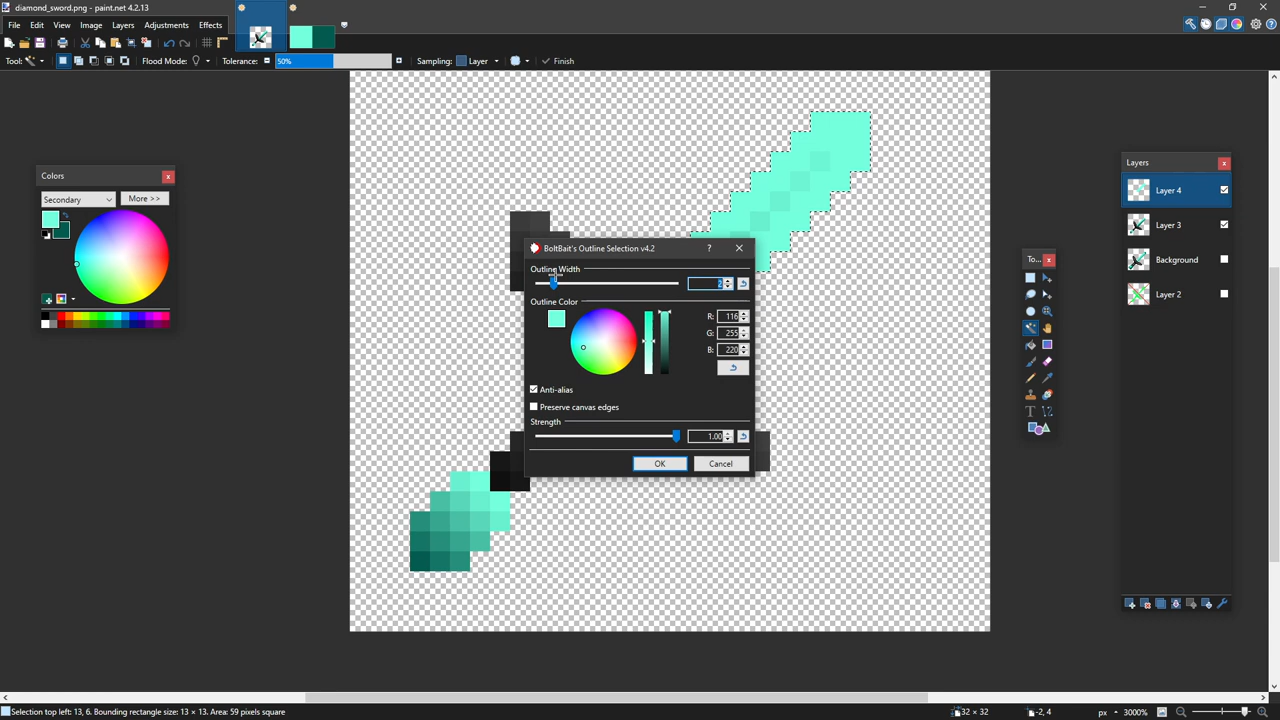 diamond_sword.png - paint.net 4.2.13
File Edit View Image Layers Adjustments Effects
Tool: Flood Mode: Tolerance: 50% Sampling: Layer Finish
Colors
Secondary More >>
BoltBait's Outline Selection v4.2 ?
Outline Width
2
Outline Color
R: 116
G: 255
B: 220
Anti-alias
Preserve canvas edges
Strength
1.00
OK Cancel
Layers
Layer 4
Layer 3
Background
Layer 2
To...
Selection top left: 13, 6. Bounding rectangle size: 13 × 13. Area: 59 pixels square
32 × 32 -2, 4 px 3000%